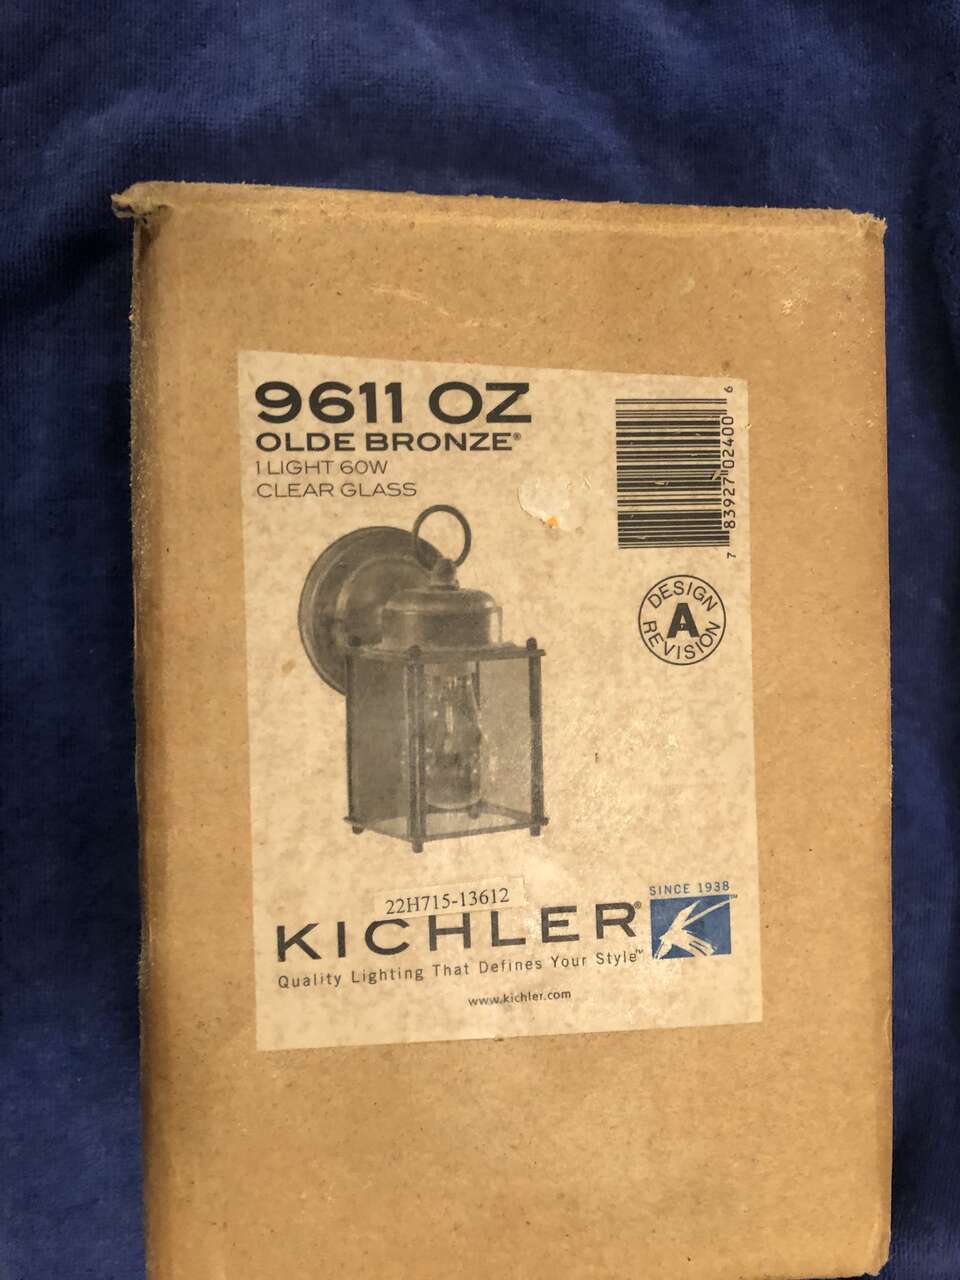 9611 OZ
OLDE BRONZE®
1 LIGHT 60W
CLEAR GLASS
7 83927 02400 6
DESIGN
A
REVISION
22H715-13612
SINCE 1938
KICHLER®
Quality Lighting That Defines Your Style™
www.kichler.com